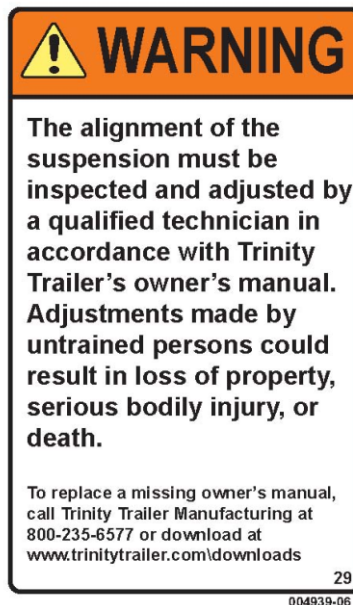 WARNING
The alignment of the
suspension must be
inspected and adjusted by
a qualified technician in
accordance with Trinity
Trailer's owner's manual.
Adjustments made by
untrained persons could
result in loss of property,
serious bodily injury, or
death.
To replace a missing owner's manual,
call Trinity Trailer Manufacturing at
800-235-6577 or download at
www.trinitytrailer.com\downloads
29
004939-06